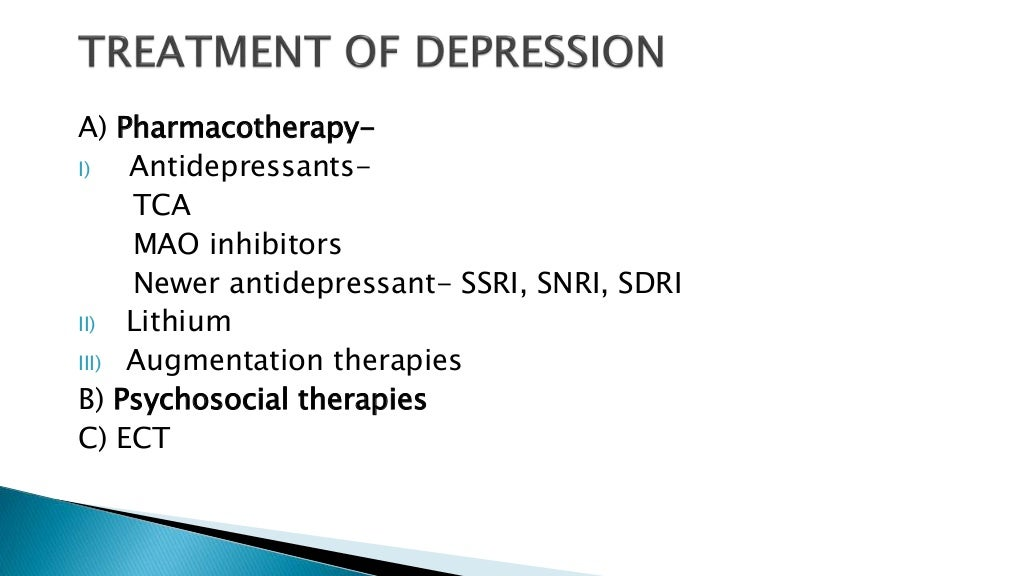 TREATMENT OF DEPRESSION
A) Pharmacotherapy-
I) Antidepressants-
TCA
MAO inhibitors
Newer antidepressant- SSRI, SNRI, SDRI
II) Lithium
III) Augmentation therapies
B) Psychosocial therapies
C) ECT